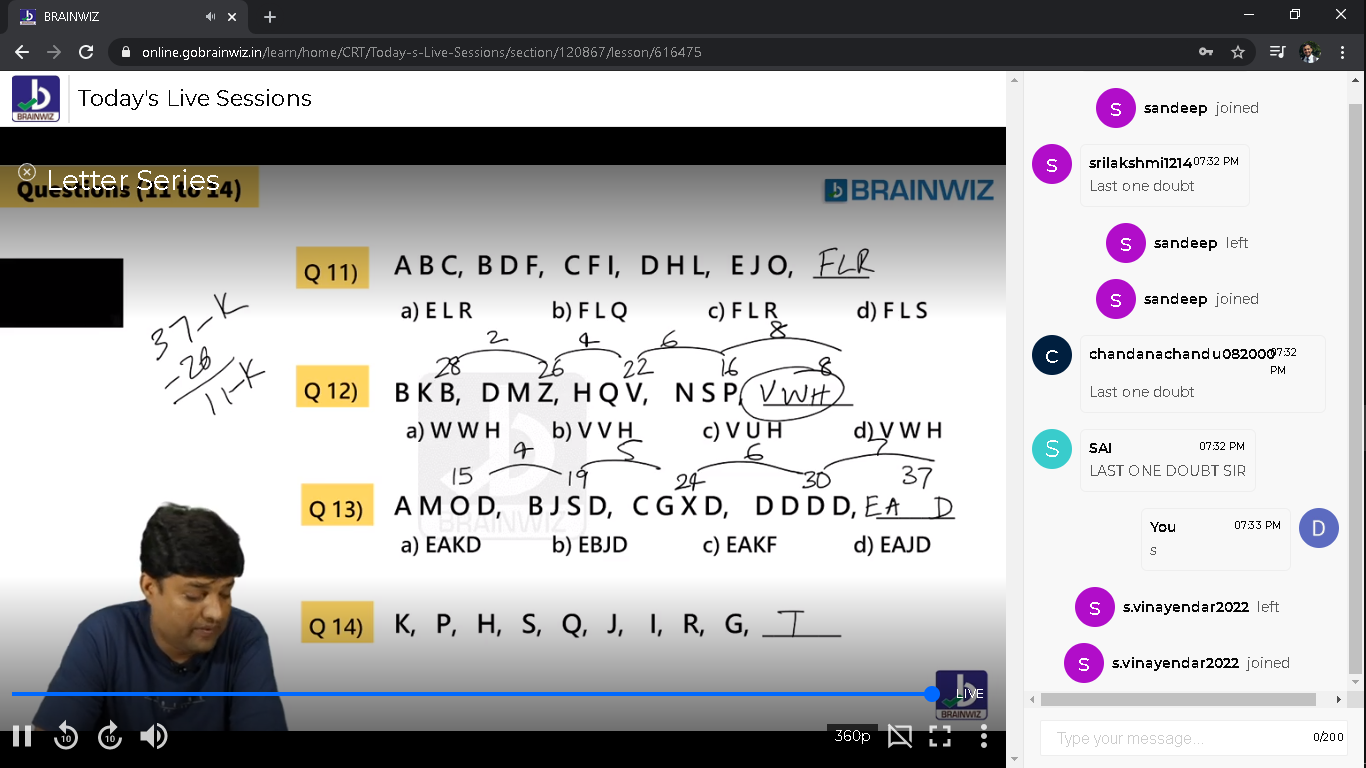 BRAINWIZ
online.gobrainwiz.in/learn/home/CRT/Today-s-Live-Sessions/section/120867/lesson/616475
BRAINWIZ
Today's Live Sessions
Letter Series
Questions (11 to 14)
BRAINWIZ
Q 11) A B C, B D F, C F I, D H L, E J O, FLR
a) E L R b) F L Q c) F L R d) F L S
37-K
-26
11-K
2 4 6 8
28 26 22 16 8
Q 12) B K B, D M Z, H Q V, N S P, VWH
a) W W H b) V V H c) V U H d) V W H
4 5 6 7
15 19 24 30 37
Q 13) A M O D, B J S D, C G X D, D D D D, EA D
a) EAKD b) EBJD c) EAKF d) EAJD
Q 14) K, P, H, S, Q, J, I, R, G, T
BRAINWIZ
LIVE
10 10
360p
S sandeep joined
S srilakshmi1214 07:32 PM
Last one doubt
S sandeep left
S sandeep joined
C chandanachandu082000 07:32 PM
Last one doubt
S SAI 07:32 PM
LAST ONE DOUBT SIR
You 07:33 PM D
s
S s.vinayendar2022 left
S s.vinayendar2022 joined
Type your message... 0/200